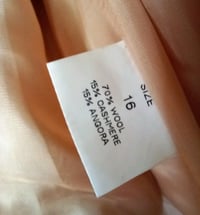 SIZE
16
70% WOOL
15% CASHMERE
15% ANGORA